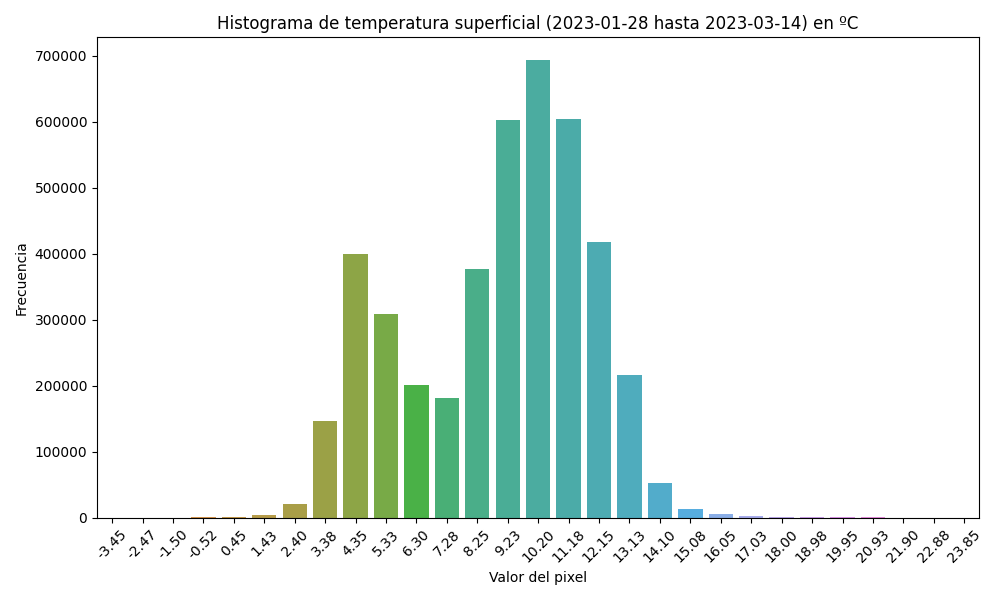 Histograma de temperatura superficial (2023-01-28 hasta 2023-03-14) en ºC
Frecuencia
700000
600000
500000
400000
300000
200000
100000
0
-3.45 -2.47 -1.50 -0.52 0.45 1.43 2.40 3.38 4.35 5.33 6.30 7.28 8.25 9.23 10.20 11.18 12.15 13.13 14.10 15.08 16.05 17.03 18.00 18.98 19.95 20.93 21.90 22.88 23.85
Valor del pixel